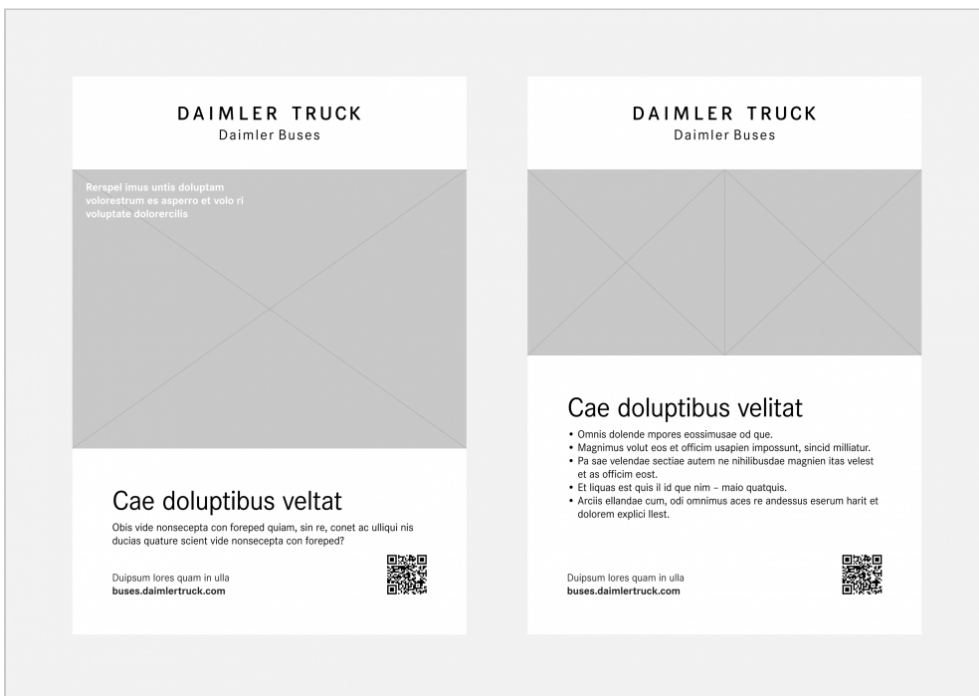 DAIMLER TRUCK
Daimler Buses
Rerspel imus untis doluptam
volorestrum es asperro et volo ri
voluptate dolorercilis
Cae doluptibus veltat
Obis vide nonsecepta con foreped quiam, sin re, conet ac ulliqui nis
ducias quature scient vide nonsecepta con foreped?
Duipsum lores quam in ulla
buses.daimlertruck.com
DAIMLER TRUCK
Daimler Buses
Cae doluptibus velitat
• Omnis dolende mpores eossimusae od que.
• Magnimus volut eos et officim usapien impossunt, sincid milliatur.
• Pa sae velendae sectiae autem ne nihilibusdae magnien itas velest
et as officim eost.
• Et liquas est quis il id que nim – maio quatquis.
• Arciis ellandae cum, odi omnimus aces re andessus eserum harit et
dolorem explici llest.
Duipsum lores quam in ulla
buses.daimlertruck.com